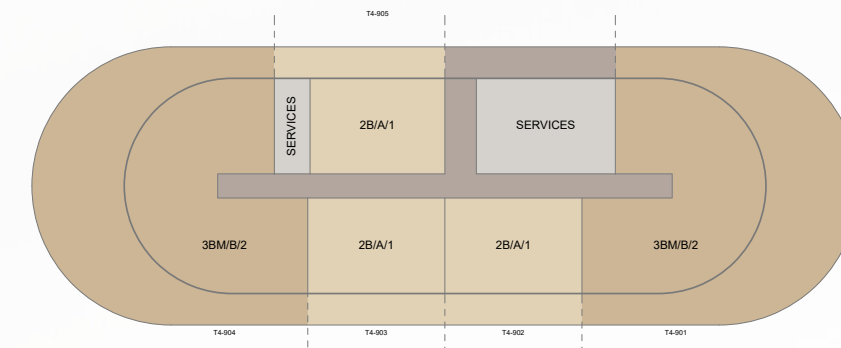 T4-905
SERVICES
2B/A/1
SERVICES
3BM/B/2
2B/A/1
2B/A/1
3BM/B/2
T4-904
T4-903
T4-902
T4-901